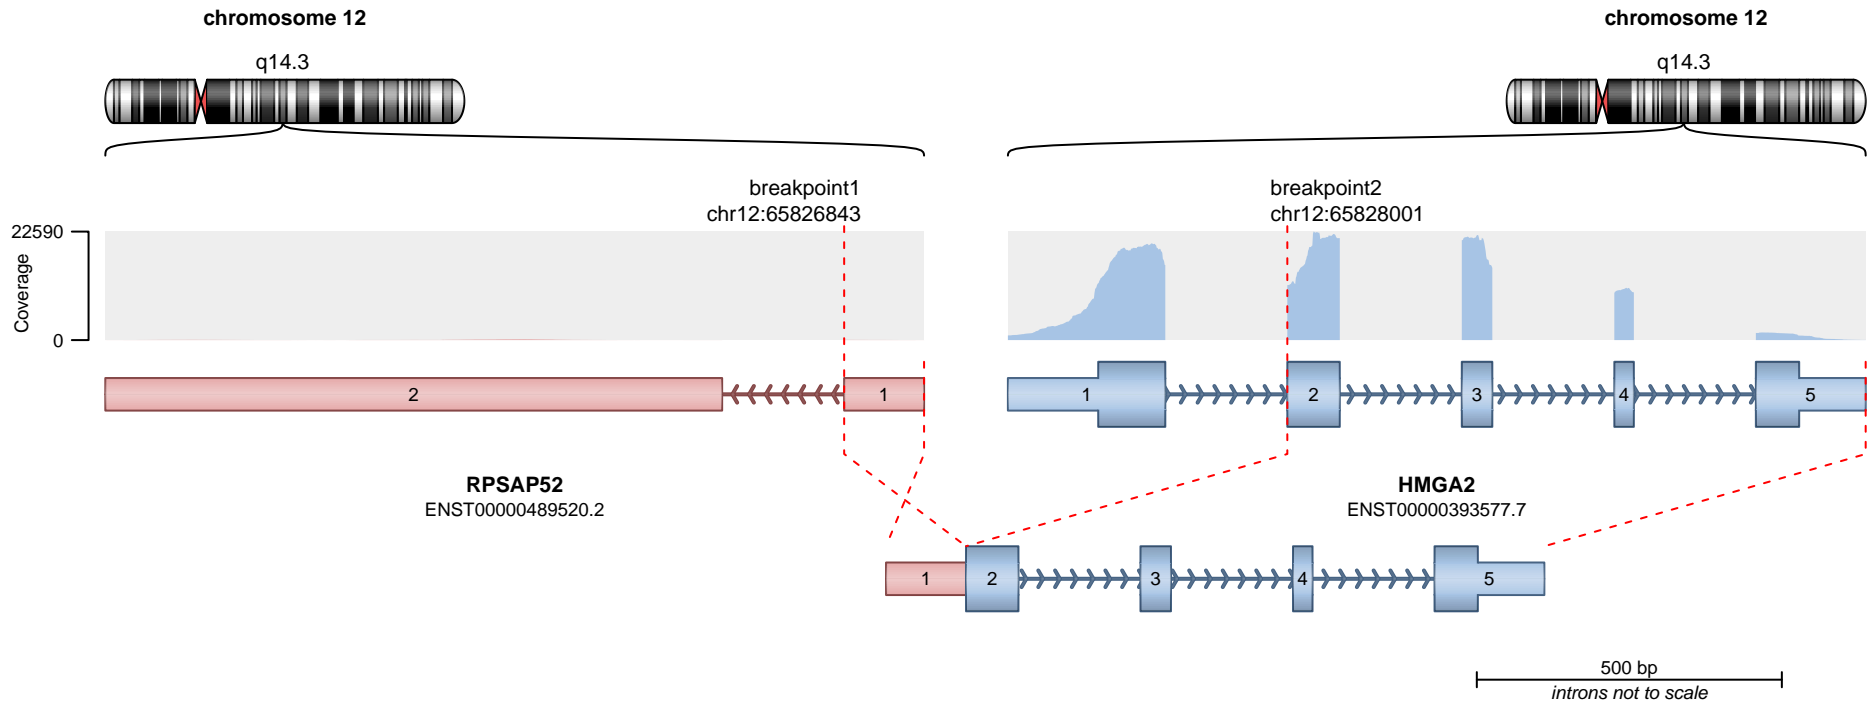 chromosome 12
chromosome 12
q14.3
q14.3
breakpoint1
chr12:65826843
breakpoint2
chr12:65828001
22590
Coverage
0
2
1
1
2
3
4
5
RPSAP52
ENST00000489520.2
HMGA2
ENST00000393577.7
1
2
3
4
5
500 bp
introns not to scale